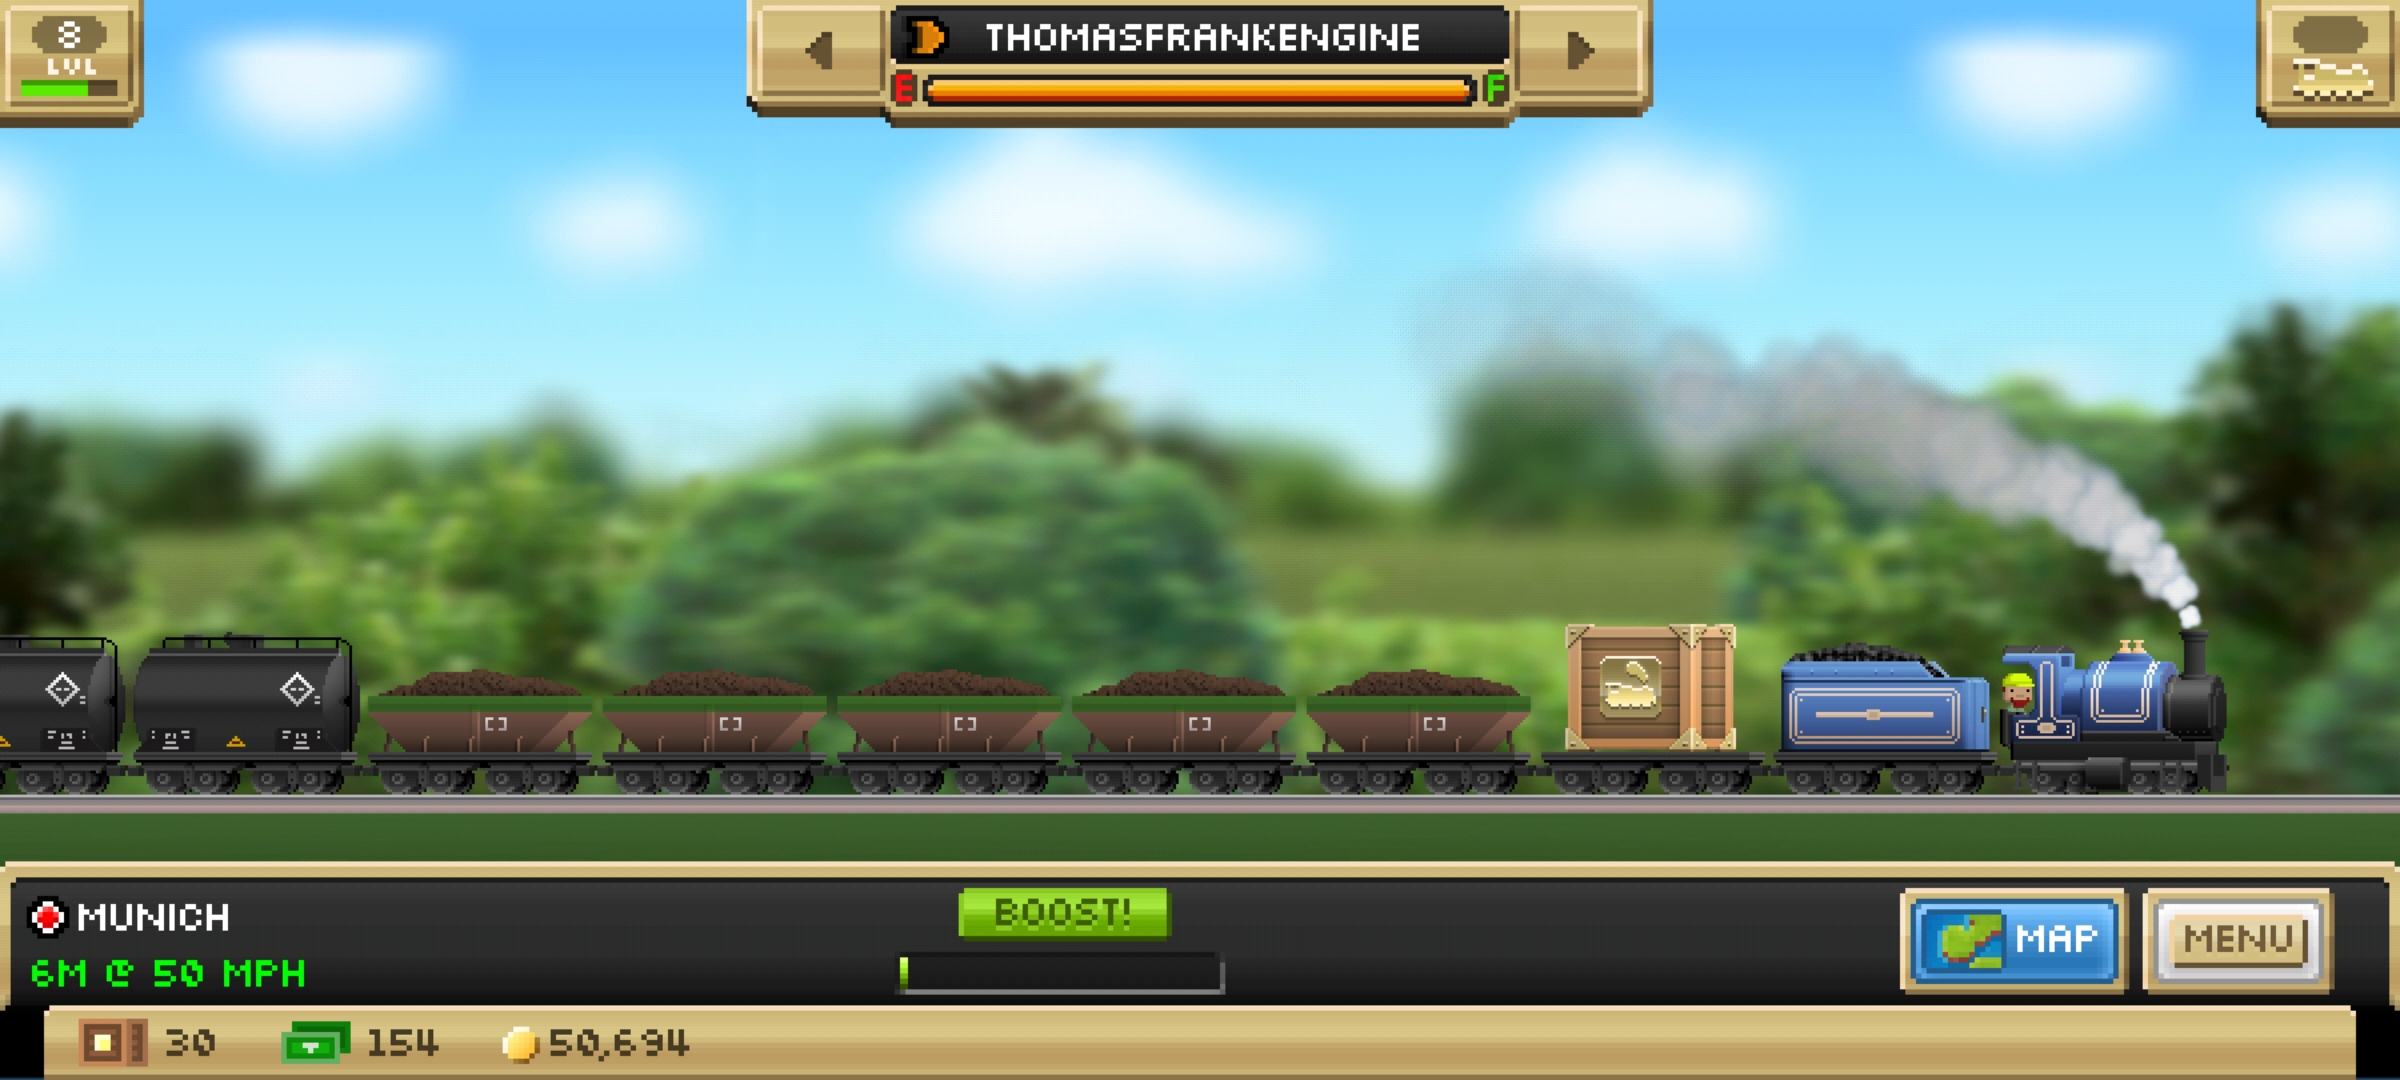 8
LVL
THOMASFRANKENGINE
E F
MUNICH
6M @ 50 MPH
BOOST!
MAP
MENU
30
154
50,694